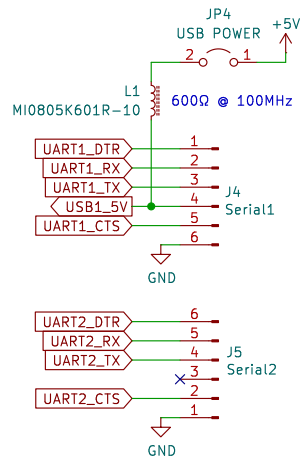 JP4
USB POWER
+5V
2
1
L1
MI0805K601R-10
600Ω @ 100MHz
UART1_DTR
1
UART1_RX
2
UART1_TX
3
J4
USB1_5V
4
Serial1
UART1_CTS
5
6
GND
UART2_DTR
6
UART2_RX
5
J5
UART2_TX
4
Serial2
3
UART2_CTS
2
1
GND